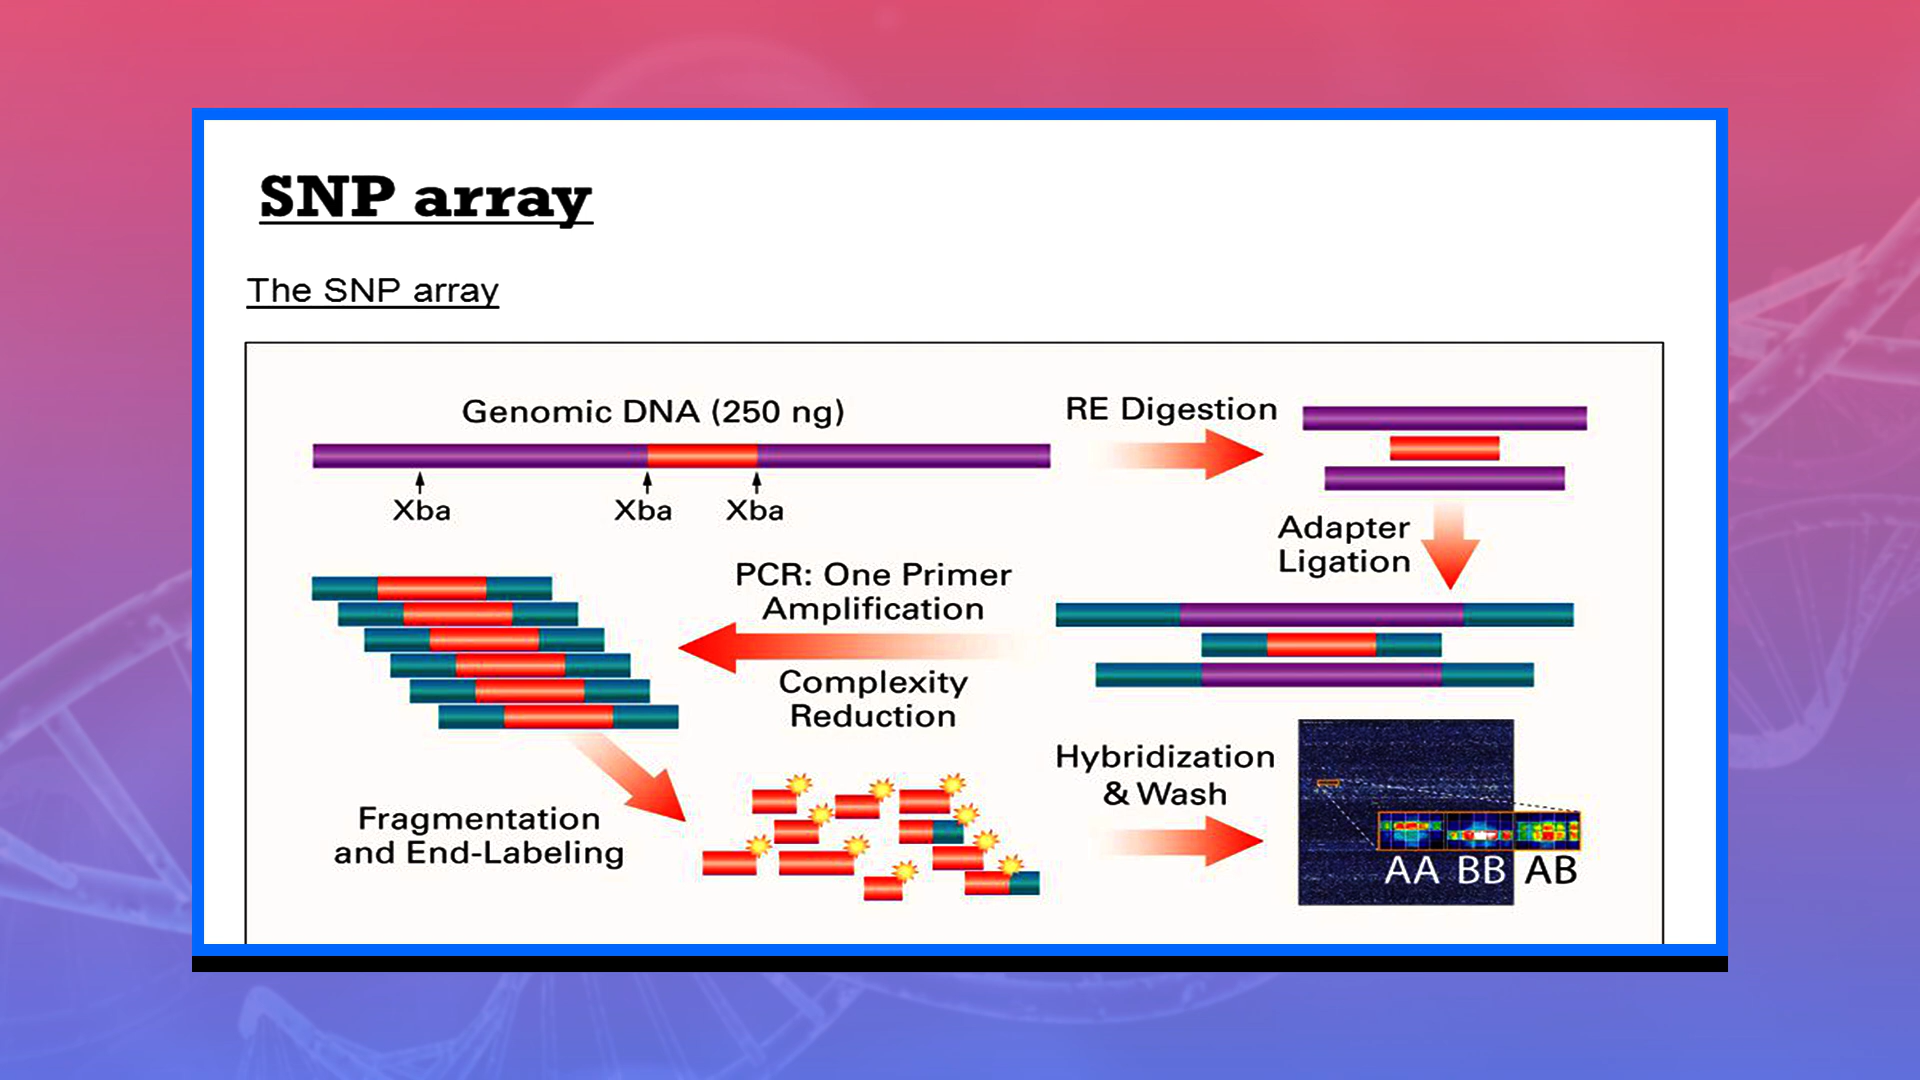 SNP array
The SNP array
Genomic DNA (250 ng)
RE Digestion
Xba
Xba
Xba
Adapter
Ligation
PCR: One Primer
Amplification
Complexity
Reduction
Fragmentation
and End-Labeling
Hybridization
& Wash
AA BB AB